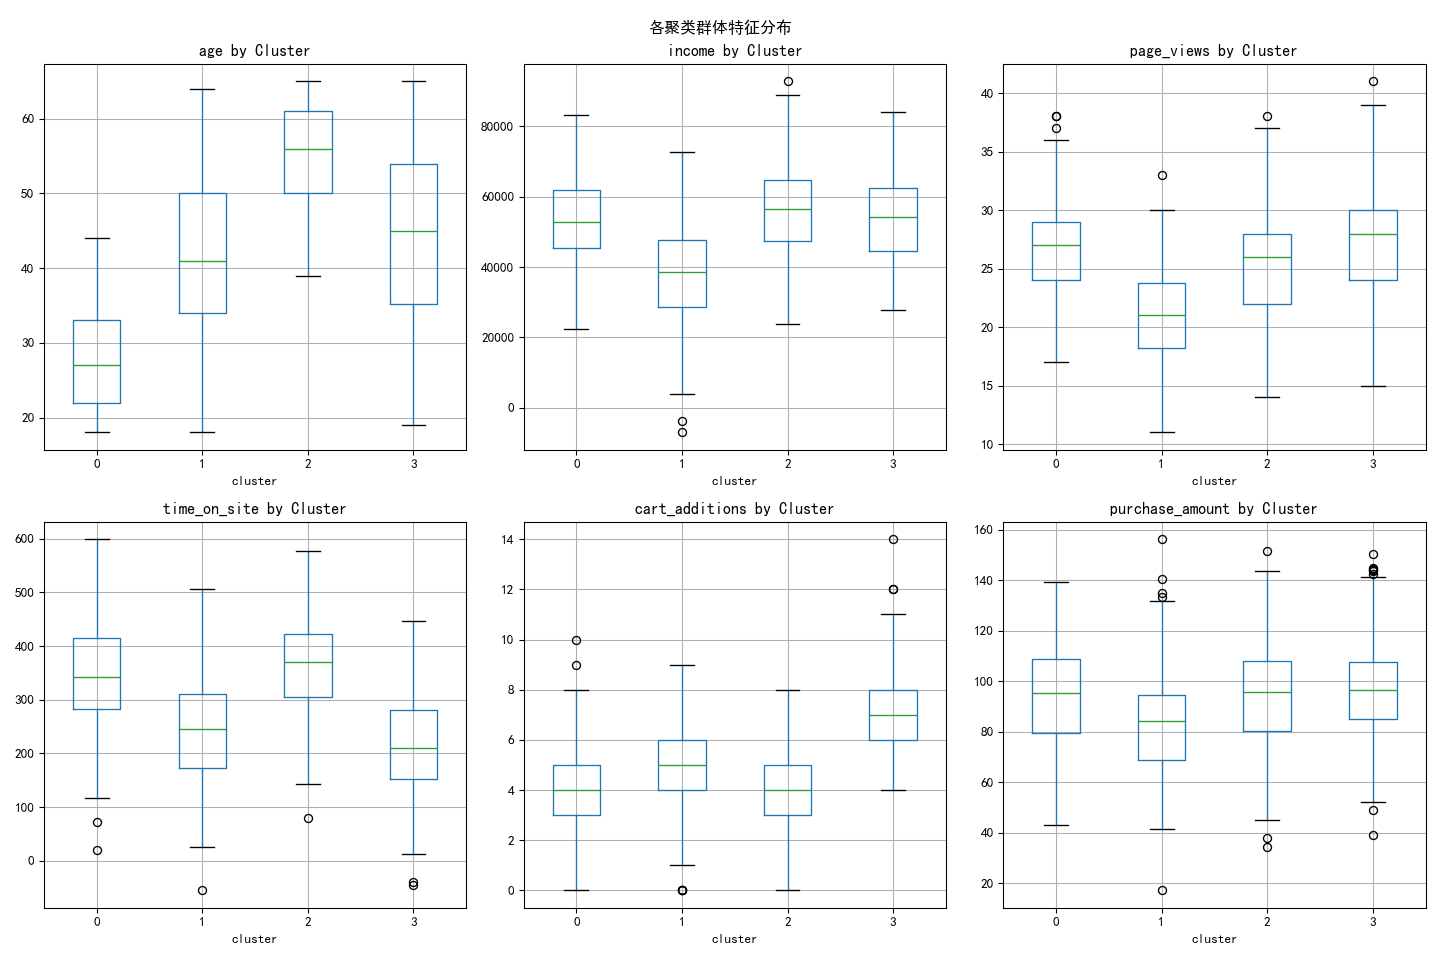 各聚类群体特征分布
age by Cluster
60
50
40
30
20
0 1 2 3
cluster
income by Cluster
80000
60000
40000
20000
0
0 1 2 3
cluster
page_views by Cluster
40
35
30
25
20
15
10
0 1 2 3
cluster
time_on_site by Cluster
600
500
400
300
200
100
0
0 1 2 3
cluster
cart_additions by Cluster
14
12
10
8
6
4
2
0
0 1 2 3
cluster
purchase_amount by Cluster
160
140
120
100
80
60
40
20
0 1 2 3
cluster